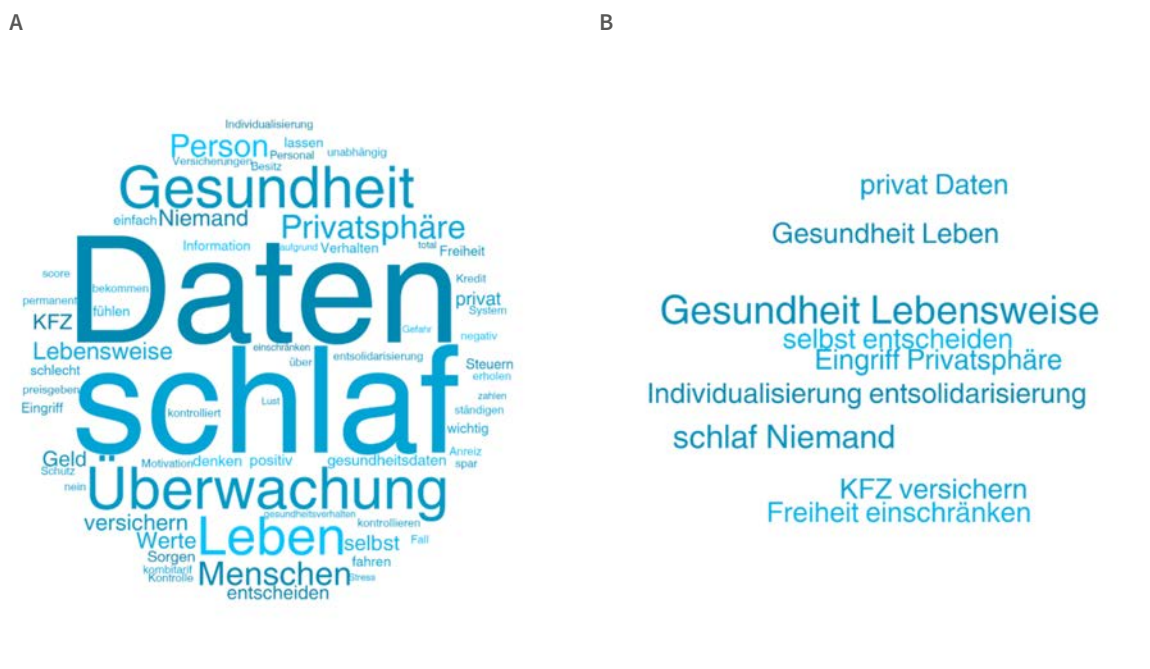 A
B
Individualisierung
Person lassen
Versicherungen Personal unabhängig
Besitz
Gesundheit
einfach Niemand
Privatsphäre
Information aufgrund Verhalten total Freiheit
Daten
score
bekommen
Kredit
permanent
privat
fühlen
System
KFZ
Gefahr
negativ
einschränken
Lebensweise
über
entsolidarisierung
schlecht
Steuern
erholen
schlaf
preisgeben
Lust
zahlen
Eingriff
kontrolliert
ständigen
wichtig
Geld
Motivation denken positiv gesundheitsdaten
Anreiz
Schutz
spar
nein
Überwachung
gesundheitsverhalten
versichern
Leben
kontrollieren
Werte
selbst
Fall
Sorgen
fahren
kombitarif
Kontrolle
Menschen
Stress
entscheiden
privat Daten
Gesundheit Leben
Gesundheit Lebensweise
selbst entscheiden
Eingriff Privatsphäre
Individualisierung entsolidarisierung
schlaf Niemand
KFZ versichern
Freiheit einschränken